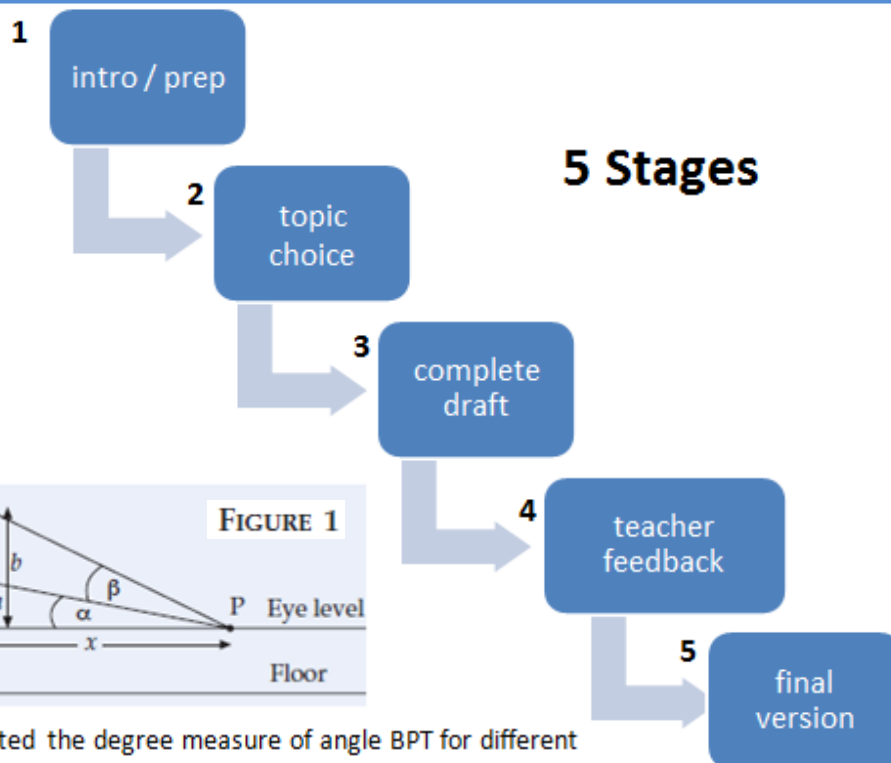 1
intro / prep
5 Stages
2
topic
choice
3
complete
draft
FIGURE 1
b
β
α
P Eye level
x
Floor
4
teacher
feedback
5
final
version
the degree measure of angle BPT for different